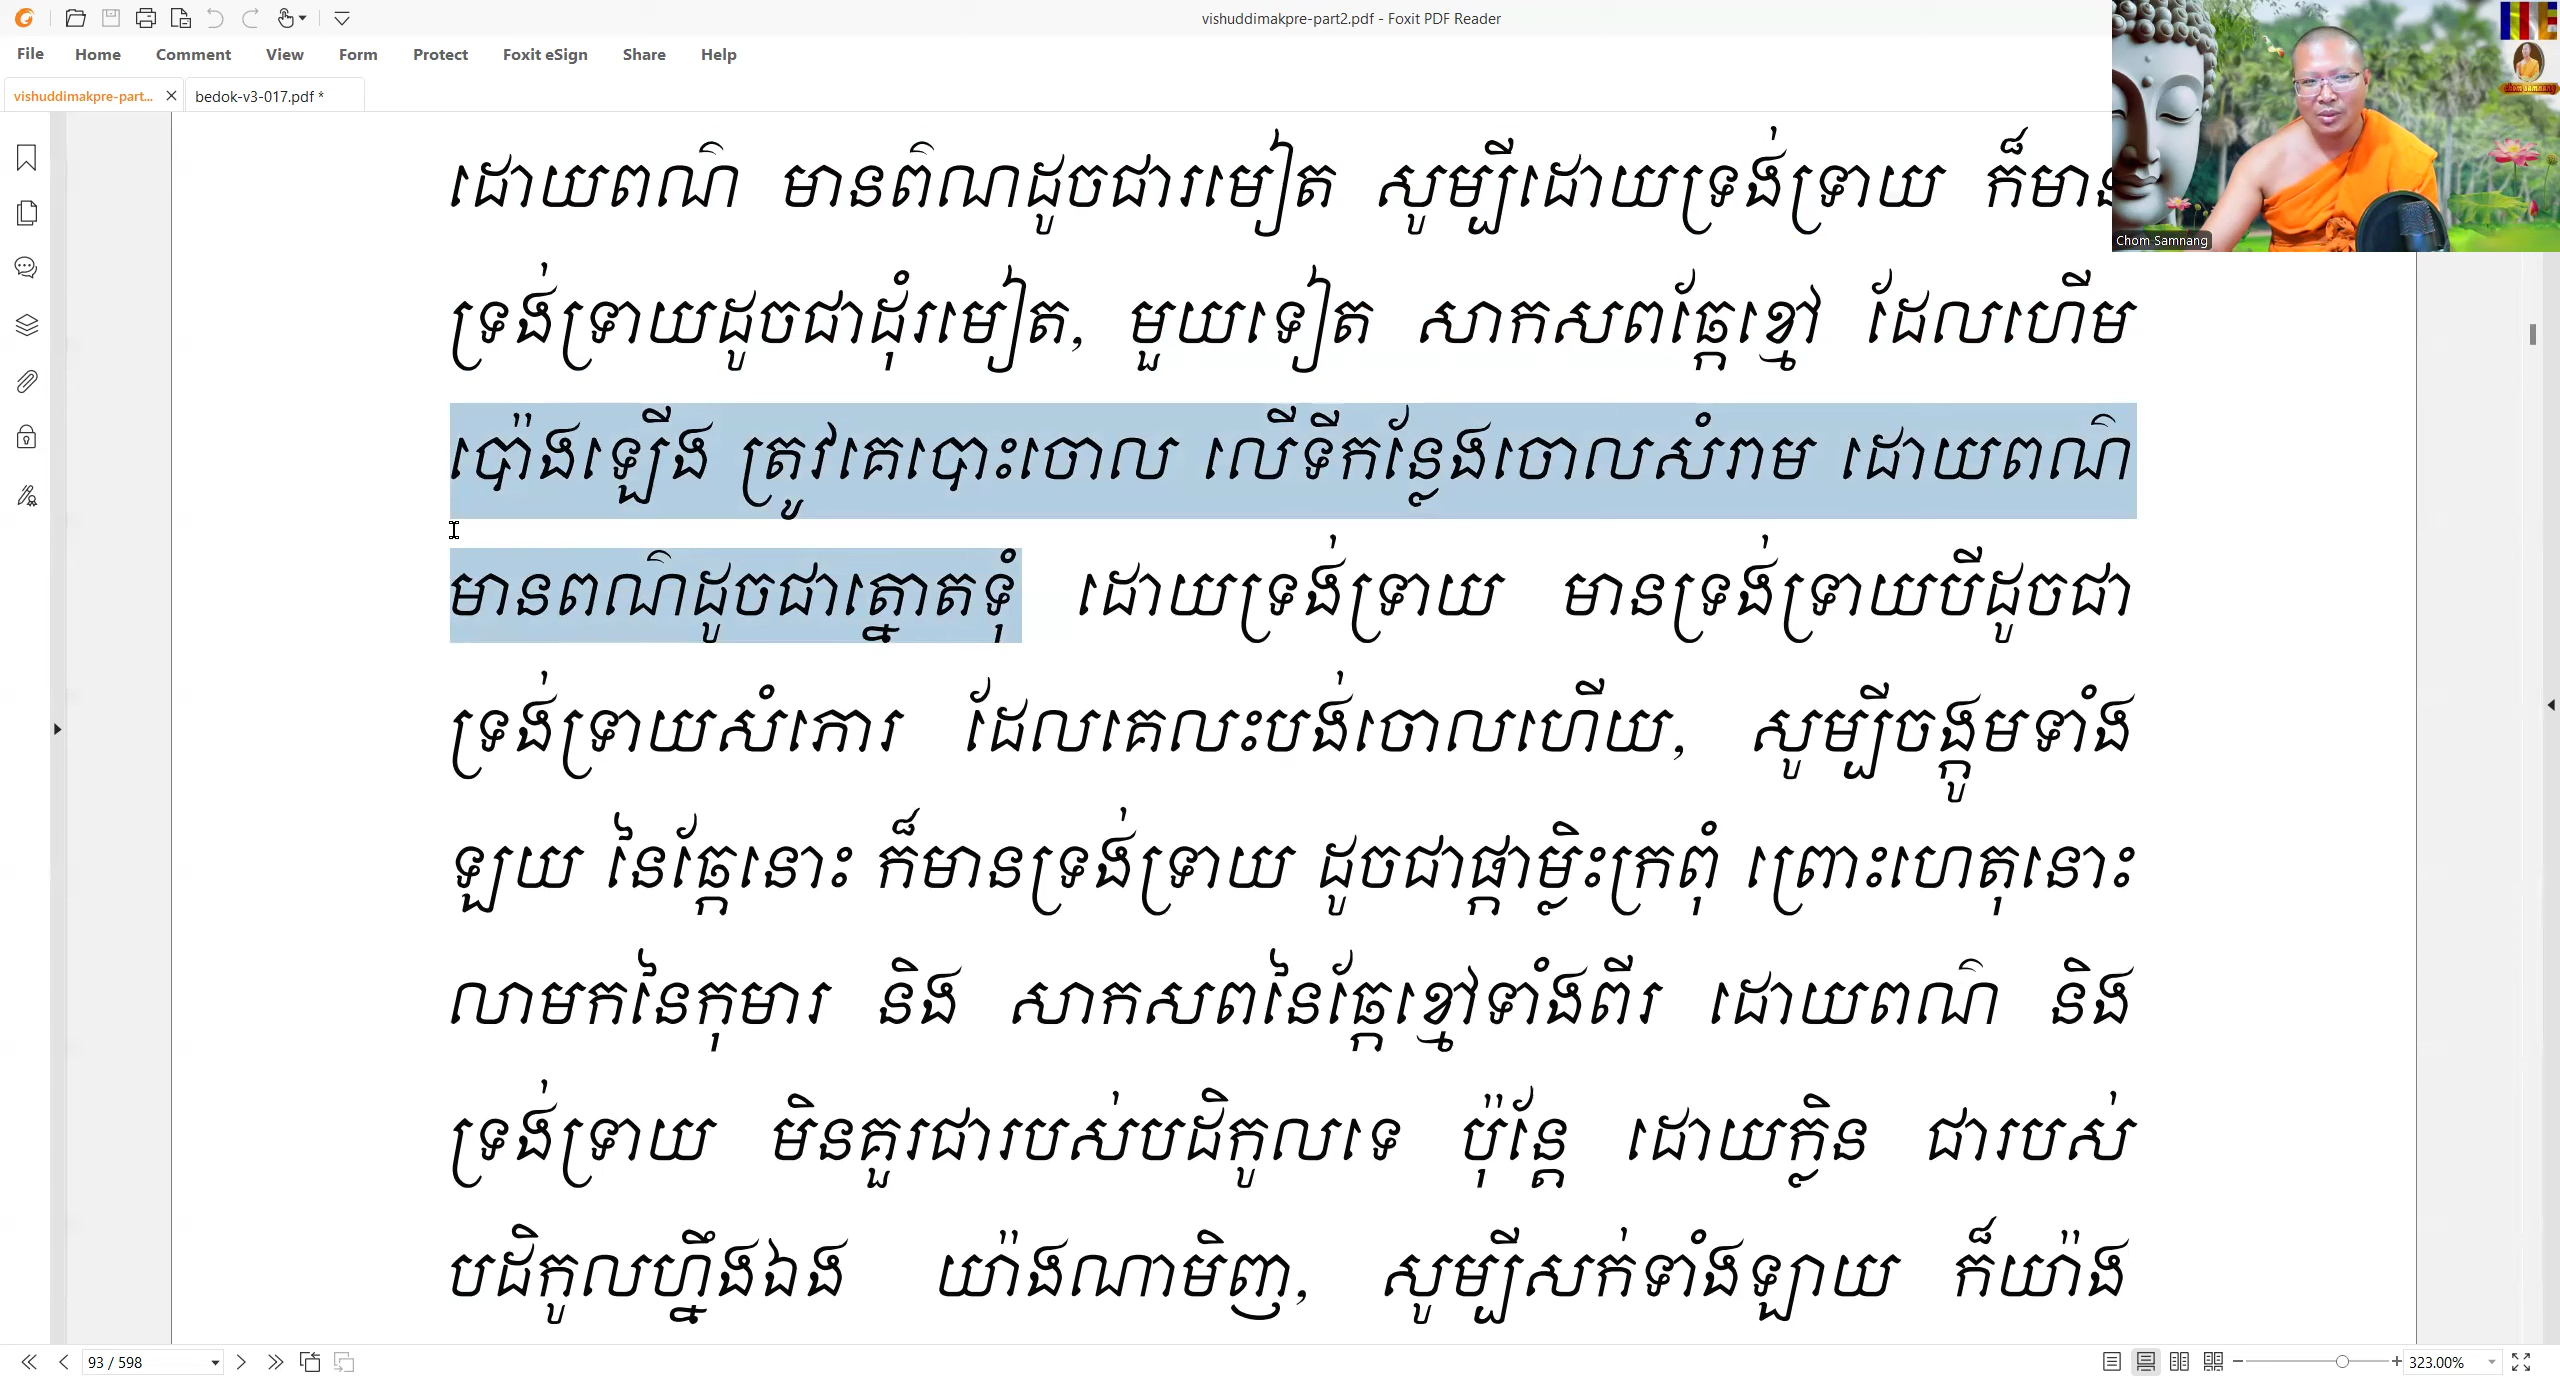 vishuddimakpre-part2.pdf - Foxit PDF Reader
File Home Comment View Form Protect Foxit eSign Share Help
vishuddimakpre-part... bedok-v3-017.pdf *
chom samnang
Chom Samnang
ដោយពណ៌ មានព៌ណដូចជារមៀត សូម្បីដោយទ្រង់ទ្រាយ ក៏មាន
ទ្រង់ទ្រាយដូចជាដុំរមៀត, មួយទៀត សាកសពឆ្កែខ្មៅ ដែលហើម
ប៉ោងឡើង ត្រូវគេបោះចោល លើទីកន្លែងចោលសំរាម ដោយពណ៌
មានពណ៌ដូចជាត្នោតទុំ ដោយទ្រង់ទ្រាយ មានទ្រង់ទ្រាយបីដូចជា
ទ្រង់ទ្រាយសំភោរ ដែលគេលះបង់ចោលហើយ, សូម្បីចង្កូមទាំង
ឡយ នៃឆ្កែនោះ ក៏មានទ្រង់ទ្រាយ ដូចជាផ្កាម្លិះក្រពុំ ព្រោះហេតុនោះ
លាមកនៃកុមារ និង សាកសពនៃឆ្កែខ្មៅទាំងពីរ ដោយពណ៌ និង
ទ្រង់ទ្រាយ មិនគួរជារបស់បដិកូលទេ ប៉ុន្តែ ដោយក្លិន ជារបស់
បដិកូលហ្នឹងឯង យ៉ាងណាមិញ, សូម្បីសក់ទាំងឡាយ ក៏យ៉ាង
93 / 598
323.00%